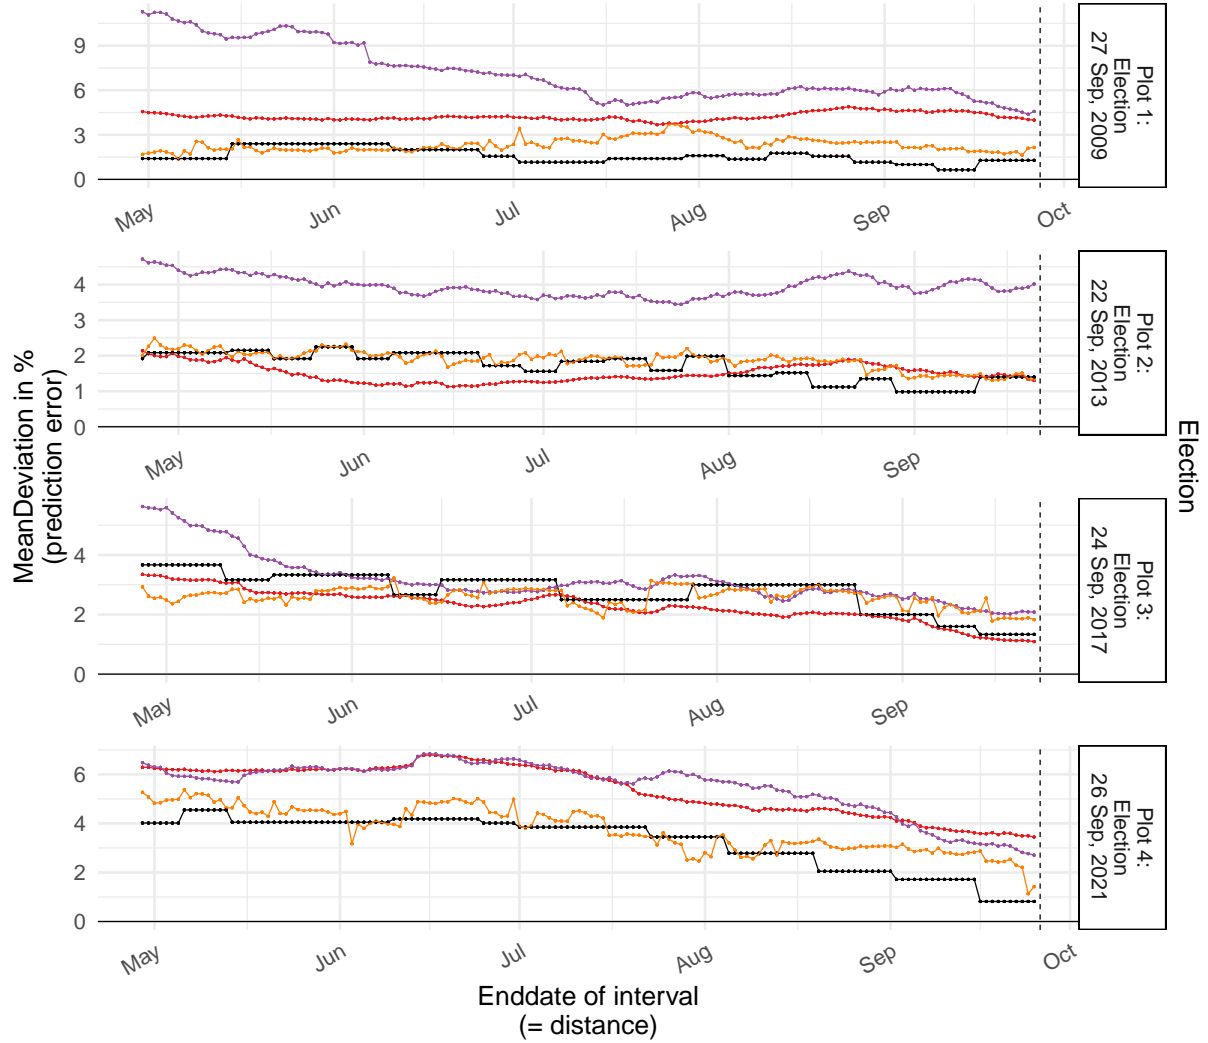 9
6
3
0
May
Jun
Jul
Aug
Sep
Oct
Plot 1:
Election
27 Sep, 2009
4
3
2
1
0
May
Jun
Jul
Aug
Sep
Plot 2:
Election
22 Sep, 2013
4
2
0
May
Jun
Jul
Aug
Sep
Plot 3:
Election
24 Sep, 2017
6
4
2
0
May
Jun
Jul
Aug
Sep
Oct
Plot 4:
Election
26 Sep, 2021
MeanDeviation in %
(prediction error)
Election
Enddate of interval
(= distance)